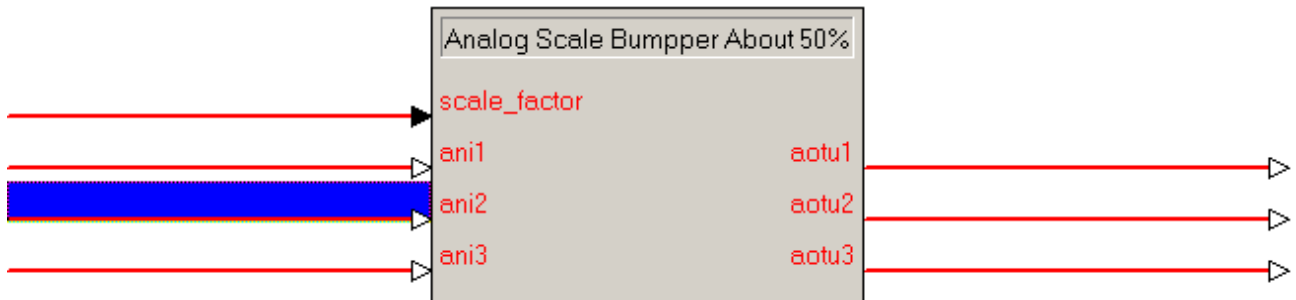 Analog Scale Bumpper About 50%
scale_factor
ani1 aotu1
ani2 aotu2
ani3 aotu3